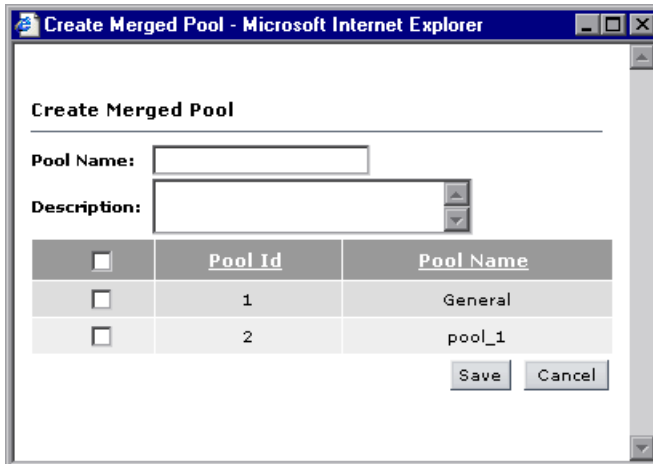 Create Merged Pool - Microsoft Internet Explorer
Create Merged Pool
Pool Name:
Description:
Pool Id Pool Name
1 General
2 pool_1
Save Cancel